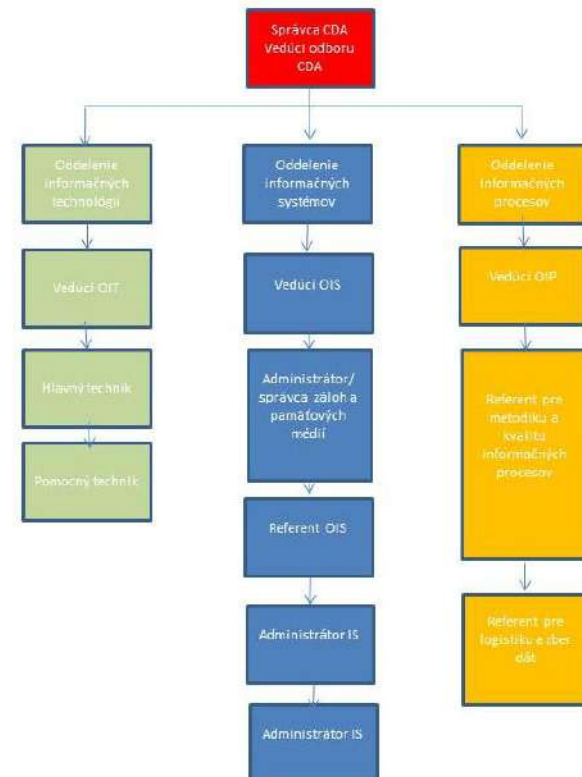 Správca CDA
Vedúci odboru
CDA
Oddelenie
informačných
technológií
Vedúci OIT
Hlavný technik
Pomocný technik
Oddelenie
informačných
systémov
Vedúci OIS
Administrátor/
správca záloh a
pamäťových
médií
Referent OIS
Administrátor IS
Administrátor IS
Oddelenie
informačných
procesov
Vedúci OIP
Referent pre
metodiku a
kvalitu
informačných
procesov
Referent pre
logistiku a zber
dát